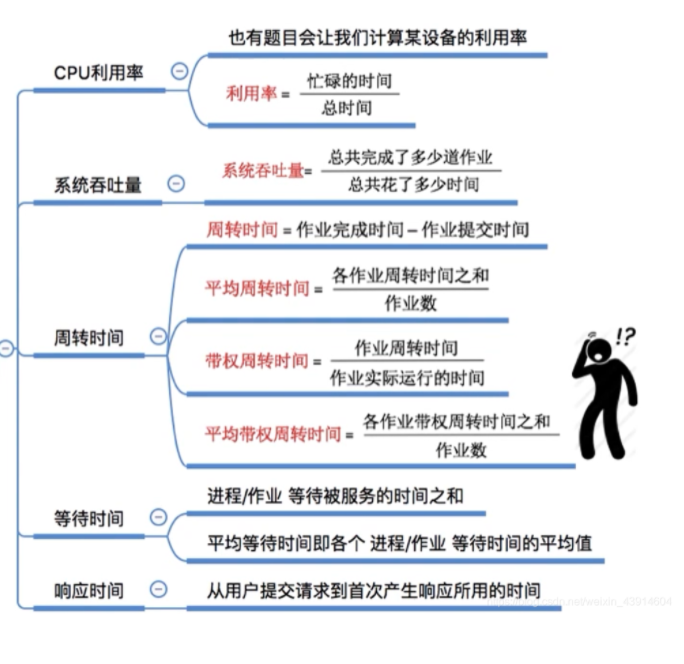 也有题目会让我们计算某设备的利用率
CPU利用率
利用率 = 忙碌的时间
总时间
系统吞吐量
系统吞吐量= 总共完成了多少道作业
总共花了多少时间
周转时间 = 作业完成时间 – 作业提交时间
平均周转时间 = 各作业周转时间之和
作业数
周转时间
带权周转时间 = 作业周转时间
作业实际运行的时间
平均带权周转时间 = 各作业带权周转时间之和
作业数
!?
等待时间
进程/作业 等待被服务的时间之和
平均等待时间即各个 进程/作业 等待时间的平均值
响应时间
从用户提交请求到首次产生响应所用的时间